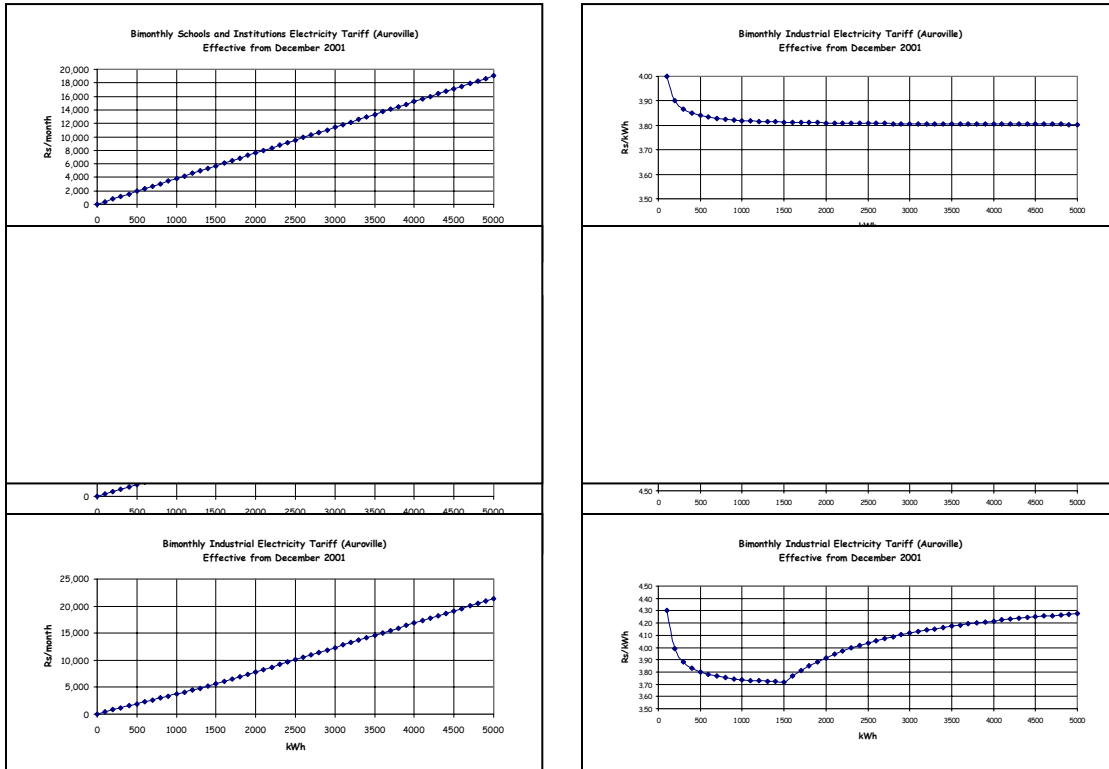 Bimonthly Schools and Institutions Electricity Tariff (Auroville)
Effective from December 2001
20,000
18,000
16,000
14,000
12,000
10,000
8,000
6,000
4,000
2,000
0
Rs/month
0 500 1000 1500 2000 2500 3000 3500 4000 4500 5000
Bimonthly Industrial Electricity Tariff (Auroville)
Effective from December 2001
4.00
3.90
3.80
3.70
3.60
3.50
Rs/kWh
0 500 1000 1500 2000 2500 3000 3500 4000 4500 5000
0
0 500 1000 1500 2000 2500 3000 3500 4000 4500 5000
4.50
0 500 1000 1500 2000 2500 3000 3500 4000 4500 5000
Bimonthly Industrial Electricity Tariff (Auroville)
Effective from December 2001
25,000
20,000
15,000
10,000
5,000
0
Rs/month
0 500 1000 1500 2000 2500 3000 3500 4000 4500 5000
kWh
Bimonthly Industrial Electricity Tariff (Auroville)
Effective from December 2001
4.50
4.40
4.30
4.20
4.10
4.00
3.90
3.80
3.70
3.60
3.50
Rs/kWh
0 500 1000 1500 2000 2500 3000 3500 4000 4500 5000
kWh